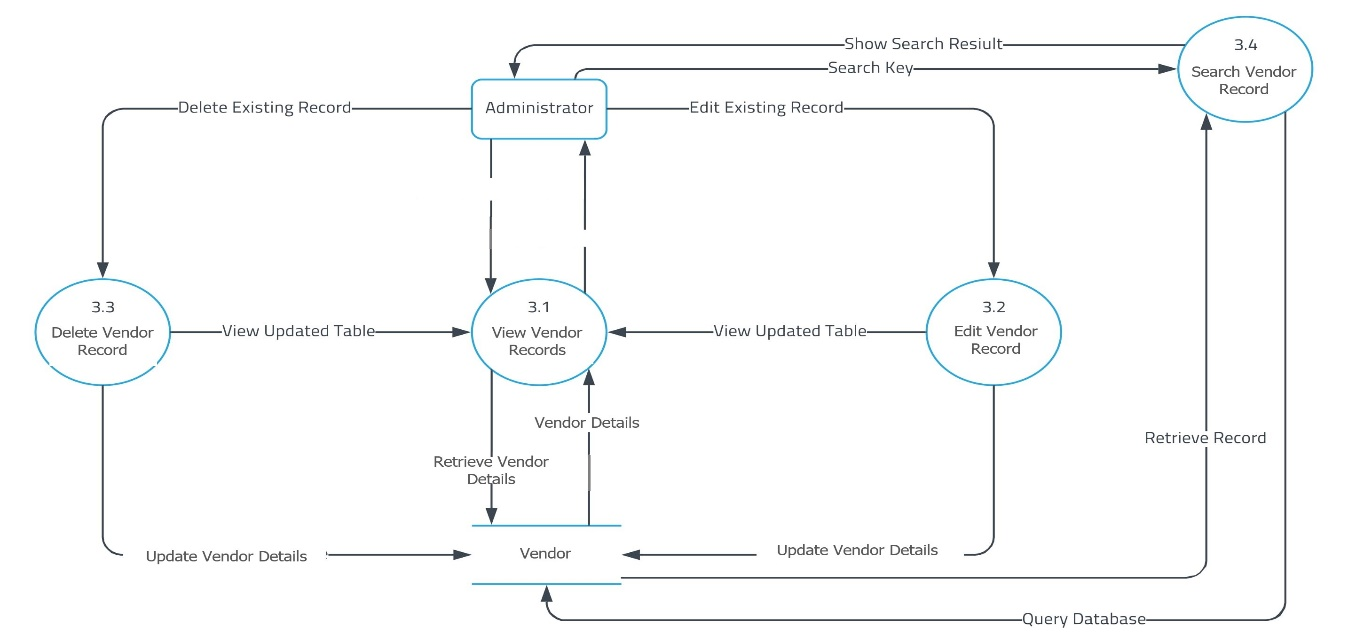 Show Search Resiult
3.4
Search Key
Search Vendor
Record
Delete Existing Record
Administrator
Edit Existing Record
3.3
Delete Vendor
Record
View Updated Table
3.1
View Vendor
Records
View Updated Table
3.2
Edit Vendor
Record
Vendor Details
Retrieve Record
Retrieve Vendor
Details
Update Vendor Details
Vendor
Update Vendor Details
Query Database